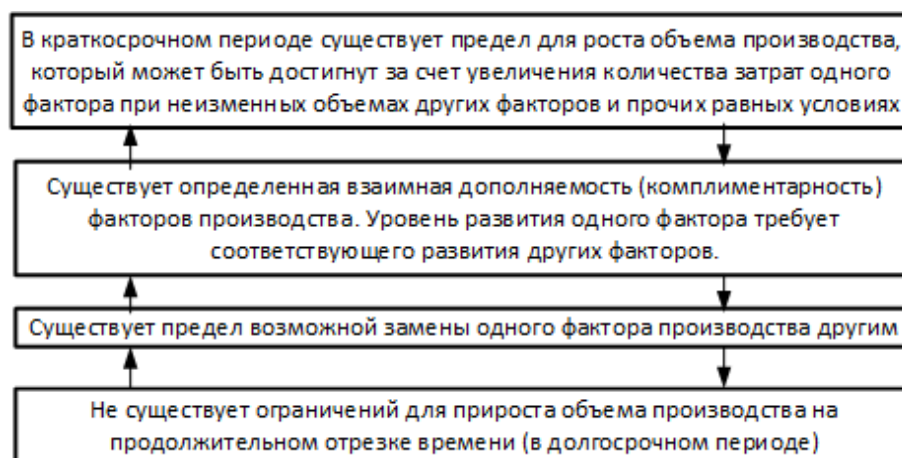 В краткосрочном периоде существует предел для роста объема производства,
который может быть достигнут за счет увеличения количества затрат одного
фактора при неизменных объемах других факторов и прочих равных условиях
Существует определенная взаимная дополняемость (комплиментарность)
факторов производства. Уровень развития одного фактора требует
соответствующего развития других факторов.
Существует предел возможной замены одного фактора производства другим
Не существует ограничений для прироста объема производства на
продолжительном отрезке времени (в долгосрочном периоде)